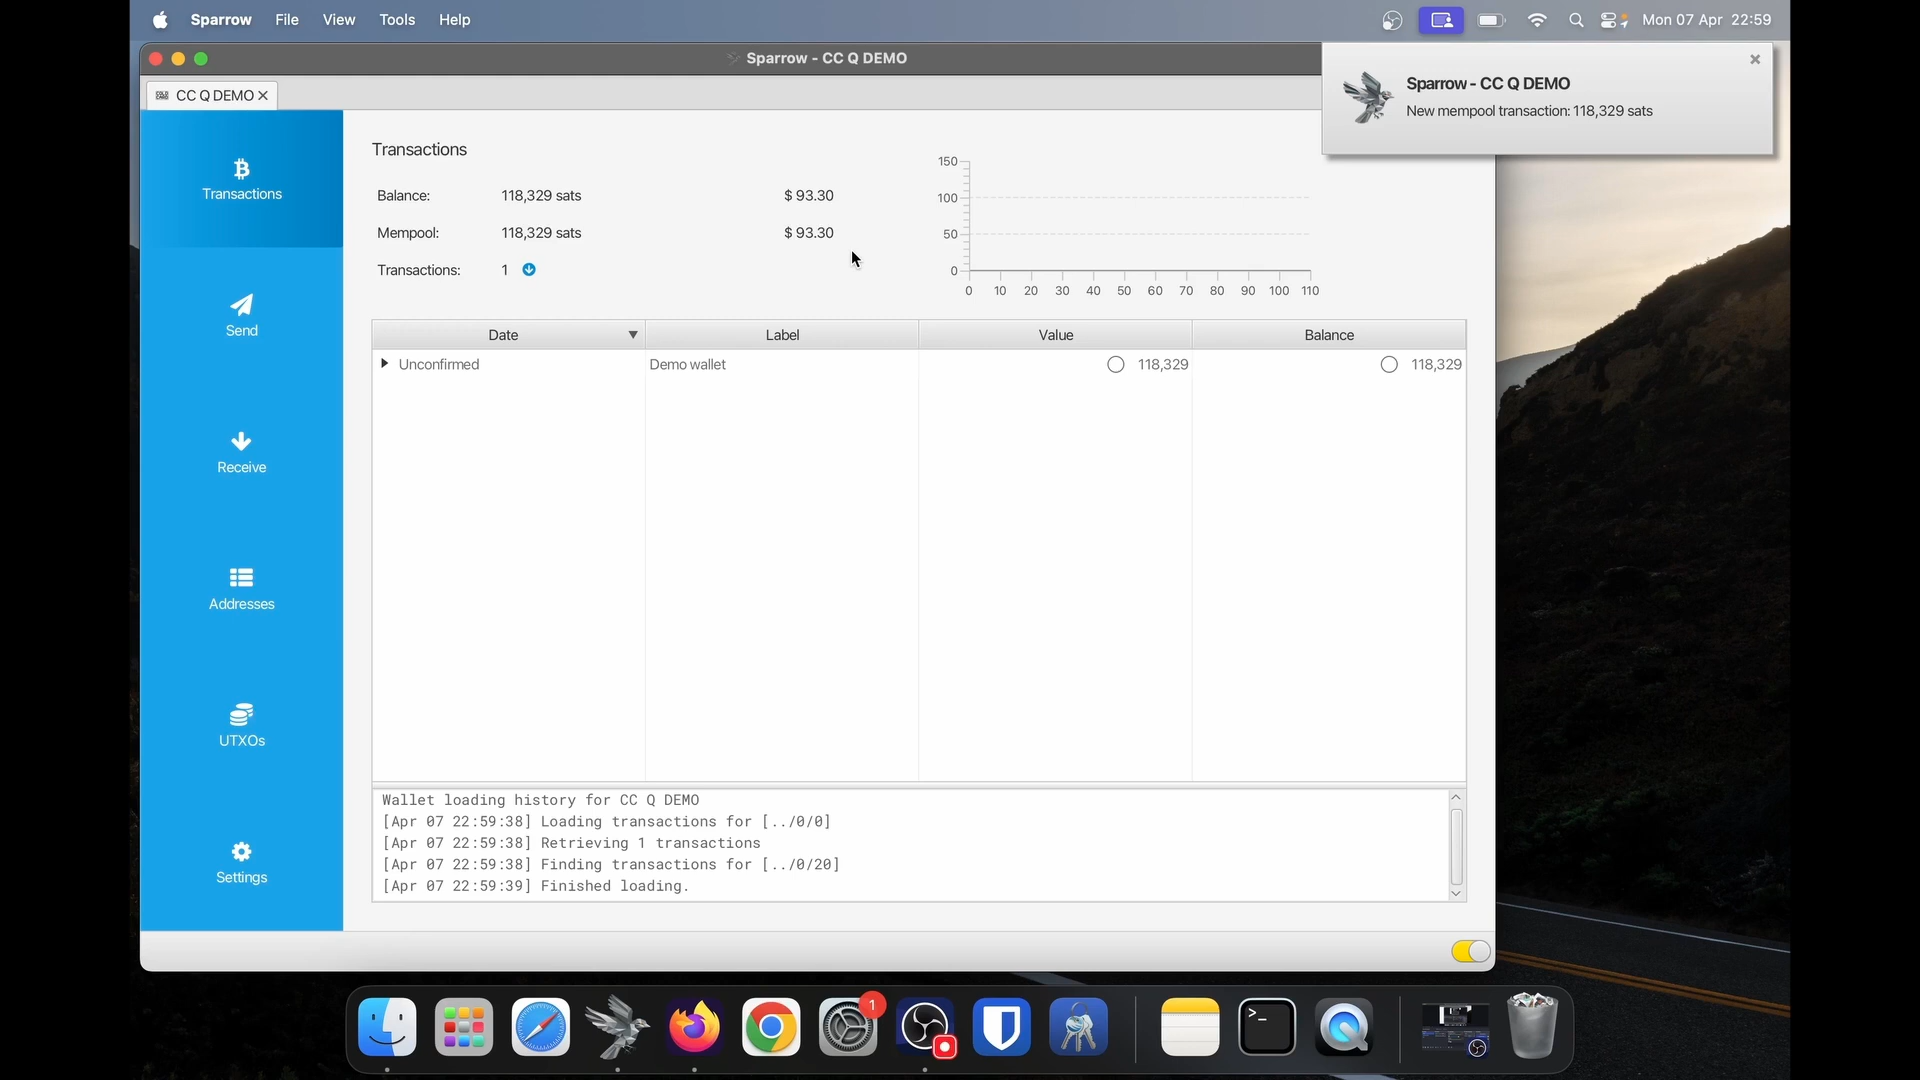 Sparrow File View Tools Help Mon 07 Apr 22:59
Sparrow - CC Q DEMO
Sparrow - CC Q DEMO
New mempool transaction: 118,329 sats
CC Q DEMO
Transactions
Send
Receive
Addresses
UTXOs
Settings
Transactions
Balance: 118,329 sats $ 93.30
Mempool: 118,329 sats $ 93.30
Transactions: 1
150
100
50
0
0 10 20 30 40 50 60 70 80 90 100 110
Date Label Value Balance
Unconfirmed Demo wallet 118,329 118,329
Wallet loading history for CC Q DEMO
[Apr 07 22:59:38] Loading transactions for [../0/0]
[Apr 07 22:59:38] Retrieving 1 transactions
[Apr 07 22:59:38] Finding transactions for [../0/20]
[Apr 07 22:59:39] Finished loading.
1
>_